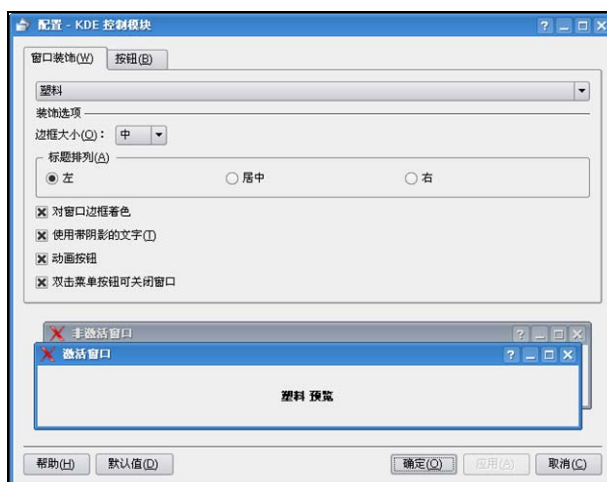 配置 - KDE 控制模块
窗口装饰(W) 按钮(B)
塑料
装饰选项
边框大小(O): 中
标题排列(A)
左 居中 右
对窗口边框着色
使用带阴影的文字(T)
动画按钮
双击菜单按钮可关闭窗口
非激活窗口
激活窗口
塑料 预览
帮助(H) 默认值(D) 确定(O) 应用(A) 取消(C)